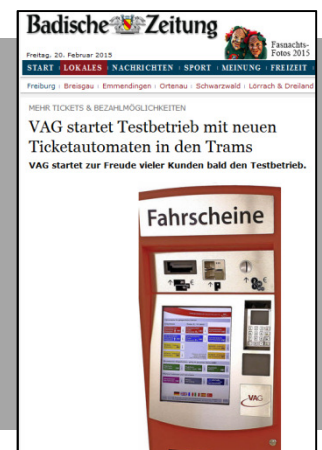 Badische Zeitung
Fasnachts-
Fotos 2015
Freitag, 20. Februar 2015
START LOKALES NACHRICHTEN SPORT MEINUNG FREIZEIT
Freiburg Breisgau Emmendingen Ortenau Schwarzwald Lörrach & Dreiland
MEHR TICKETS & BEZAHLMÖGLICHKEITEN
VAG startet Testbetrieb mit neuen
Ticketautomaten in den Trams
VAG startet zur Freude vieler Kunden bald den Testbetrieb.
Fahrscheine
VAG